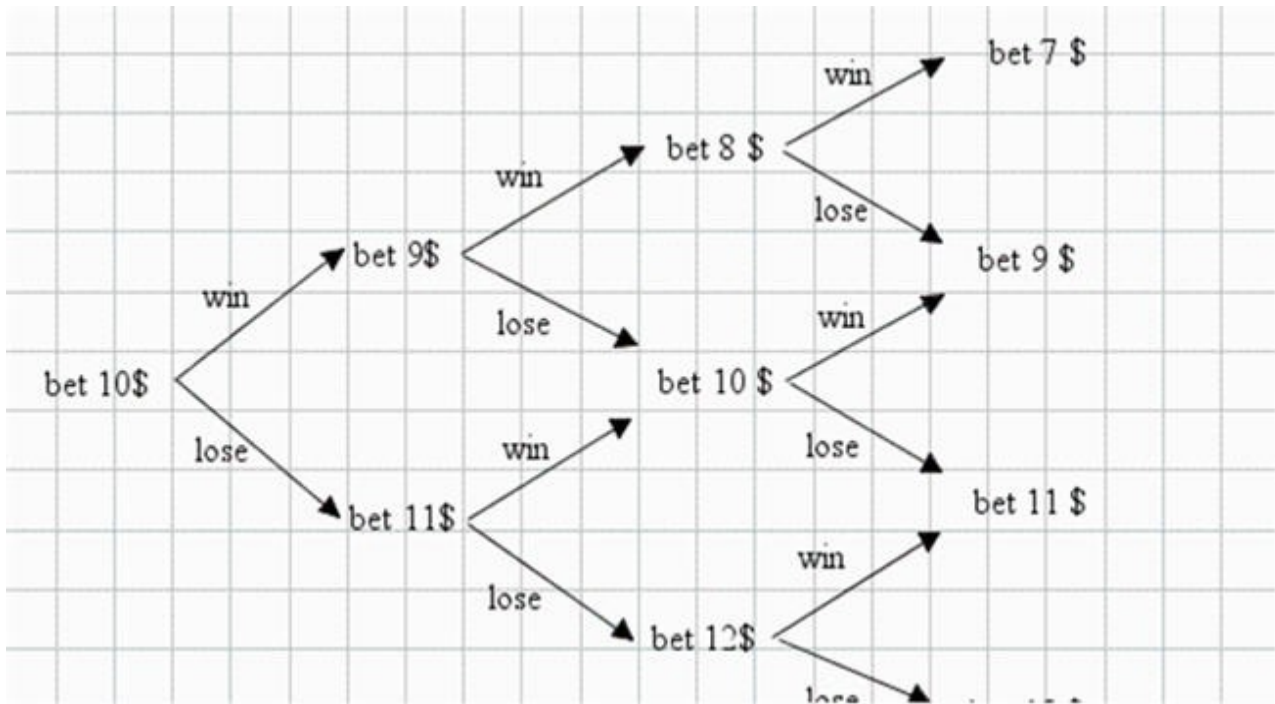 bet 7 $
win
bet 8 $
win
lose
bet 9$
bet 9 $
win
lose
win
bet 10$
bet 10 $
lose
win
lose
bet 11$
bet 11 $
win
lose
bet 12$
lose